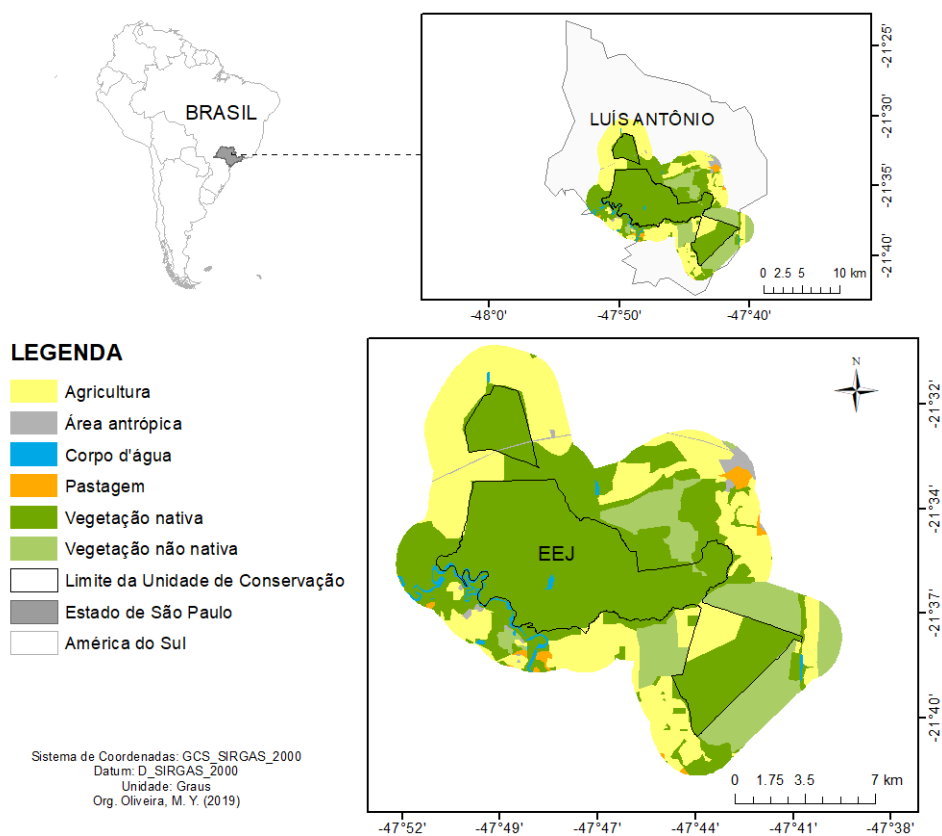 BRASIL
LUÍS ANTÔNIO
-21°25'
-21°30'
-21°35'
-21°40'
0 2.5 5 10 km
-48°0' -47°50' -47°40'
LEGENDA
Agricultura
Área antrópica
Corpo d'água
Pastagem
Vegetação nativa
Vegetação não nativa
Limite da Unidade de Conservação
Estado de São Paulo
América do Sul
Sistema de Coordenadas: GCS_SIRGAS_2000
Datum: D_SIRGAS_2000
Unidade: Graus
Org. Oliveira, M. Y. (2019)
N
EEJ
-21°32'
-21°34'
-21°37'
-21°40'
0 1.75 3.5 7 km
-47°52' -47°49' -47°47' -47°44' -47°41' -47°38'